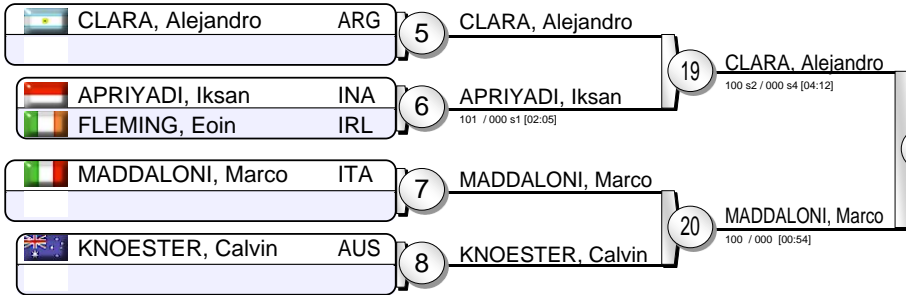 CLARA, Alejandro ARG
5
CLARA, Alejandro
APRIYADI, Iksan INA
FLEMING, Eoin IRL
6
APRIYADI, Iksan
101 / 000 s1 [02:05]
19
CLARA, Alejandro
100 s2 / 000 s4 [04:12]
MADDALONI, Marco ITA
7
MADDALONI, Marco
KNOESTER, Calvin AUS
8
KNOESTER, Calvin
20
MADDALONI, Marco
100 / 000 [00:54]